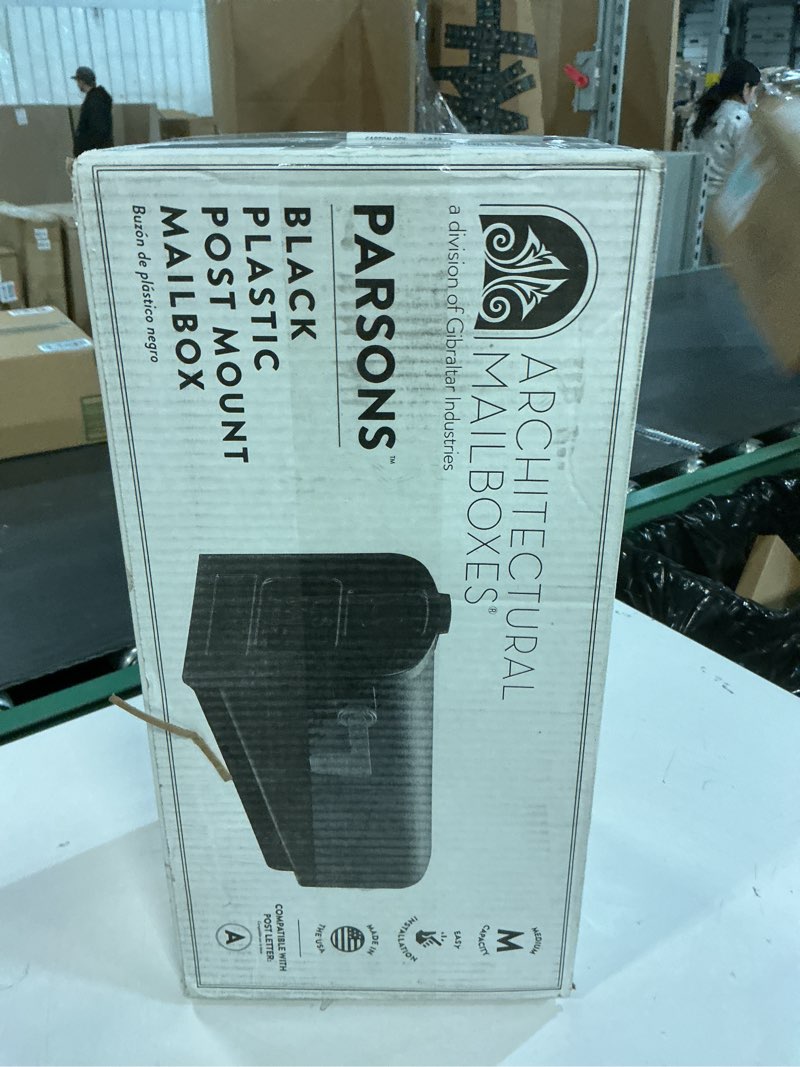 ARCHITECTURAL
MAILBOXES®
a division of Gibraltar Industries
PARSONS™
BLACK
PLASTIC
POST MOUNT
MAILBOX
Buzón de plástico negro
MEDIUM
M
CAPACITY
EASY
INSTALLATION
MADE IN
THE USA
COMPATIBLE WITH
POST LETTER:
A